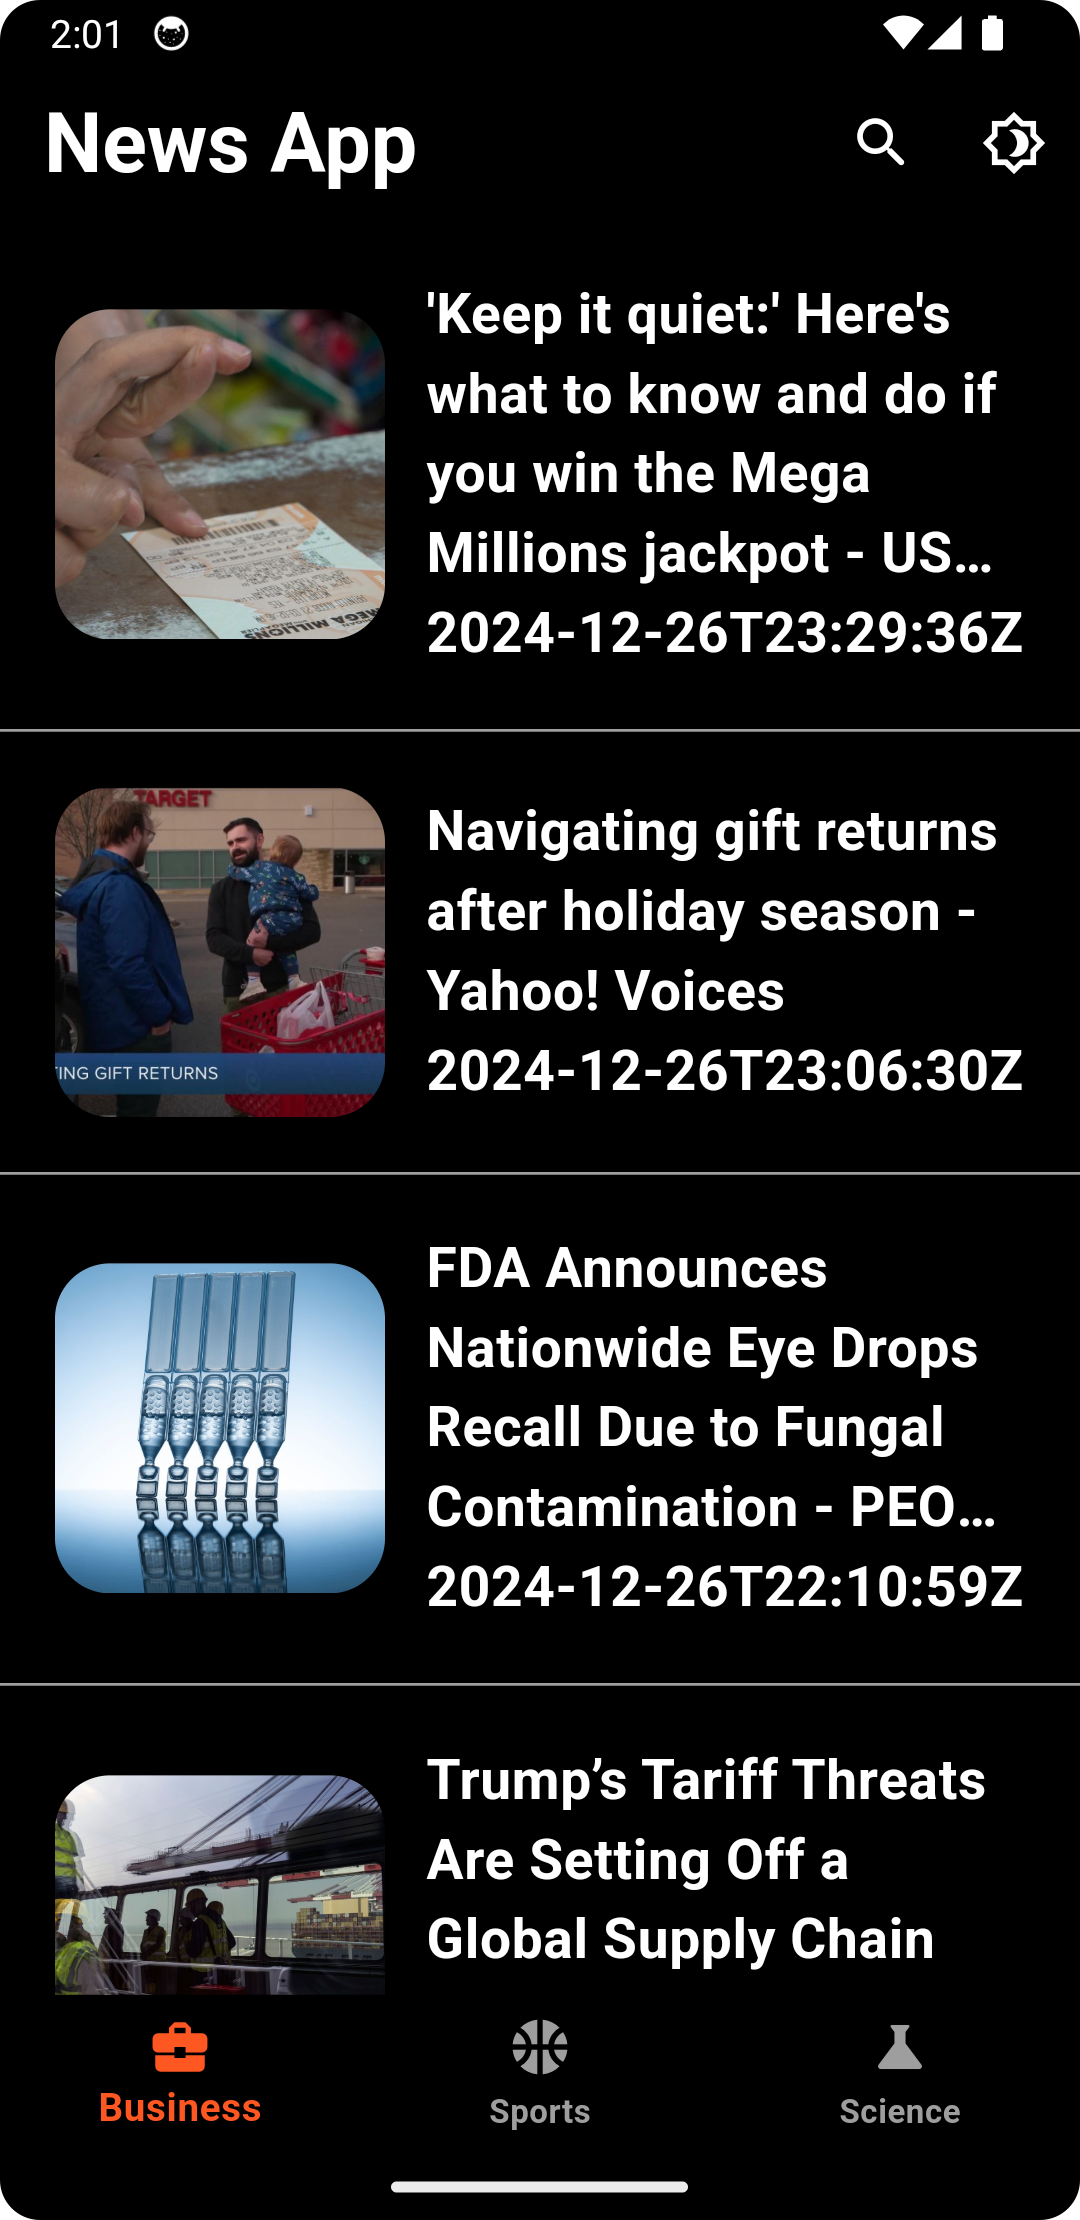 2:01
News App
'Keep it quiet:' Here's
what to know and do if
you win the Mega
Millions jackpot - US…
2024-12-26T23:29:36Z
MEGA MILLIONS
TARGET
TING GIFT RETURNS
Navigating gift returns
after holiday season -
Yahoo! Voices
2024-12-26T23:06:30Z
FDA Announces
Nationwide Eye Drops
Recall Due to Fungal
Contamination - PEO…
2024-12-26T22:10:59Z
Trump’s Tariff Threats
Are Setting Off a
Global Supply Chain
Business
Sports
Science